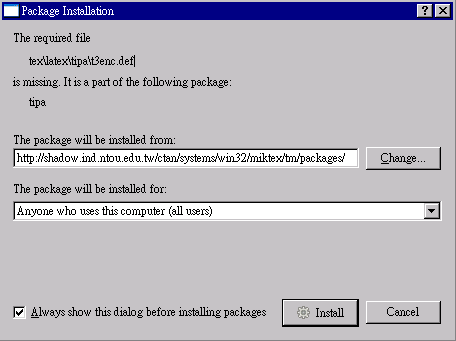 Package Installation
The required file
tex\latex\tipa\t3enc.def
is missing. It is a part of the following package:
tipa
The package will be installed from:
http://shadow.ind.ntou.edu.tw/ctan/systems/win32/miktex/tm/packages/
Change...
The package will be installed for:
Anyone who uses this computer (all users)
Always show this dialog before installing packages
Install
Cancel